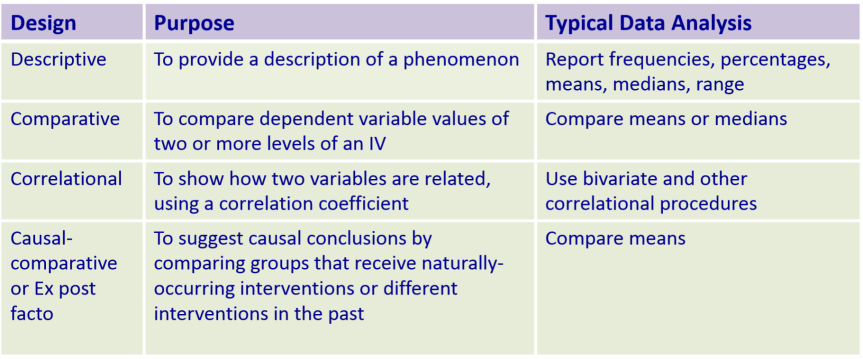 Design Purpose Typical Data Analysis
Descriptive To provide a description of a phenomenon Report frequencies, percentages,
means, medians, range
Comparative To compare dependent variable values of Compare means or medians
two or more levels of an IV
Correlational To show how two variables are related, Use bivariate and other
using a correlation coefficient correlational procedures
Causal- To suggest causal conclusions by Compare means
comparative comparing groups that receive naturally-
or Ex post occurring interventions or different
facto interventions in the past